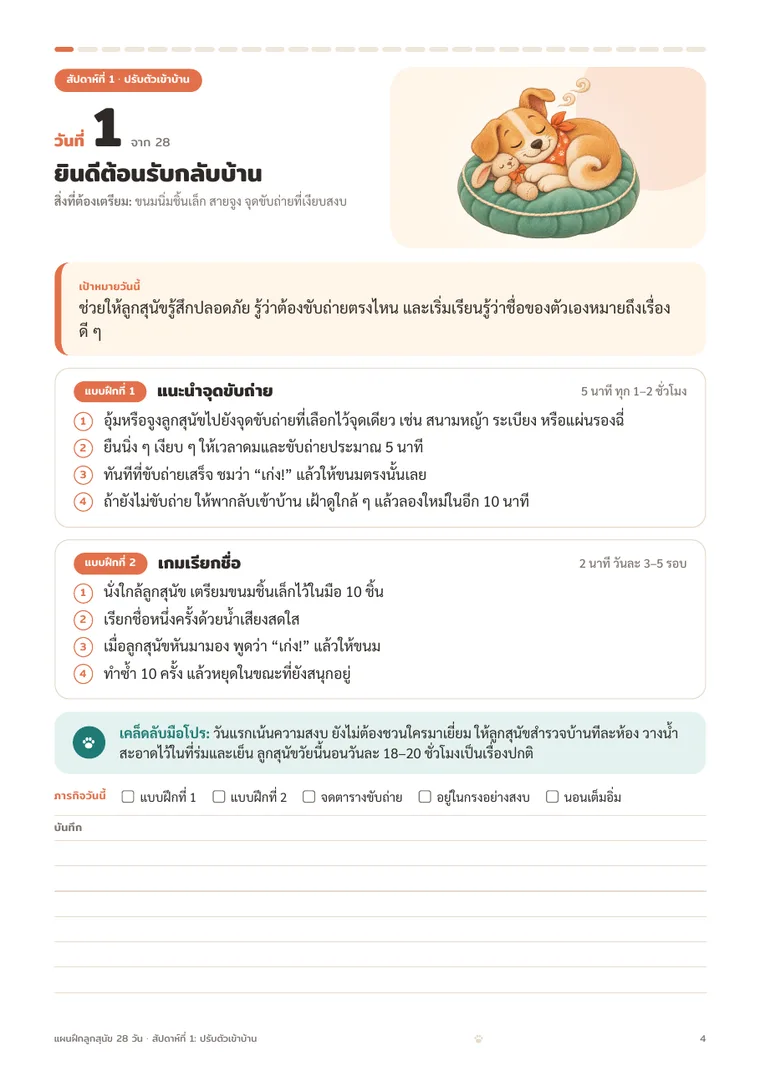 สัปดาห์ที่ 1 · ปรับตัวเข้าบ้าน
วันที่ 1 จาก 28
ยินดีต้อนรับกลับบ้าน
สิ่งที่ต้องเตรียม: ขนมนิ่มชิ้นเล็ก สายจูง จุดขับถ่ายที่เงียบสงบ
เป้าหมายวันนี้
ช่วยให้ลูกสุนัขรู้สึกปลอดภัย รู้ว่าต้องขับถ่ายตรงไหน และเริ่มเรียนรู้ว่าชื่อของตัวเองหมายถึงเรื่อง
ดี ๆ
แบบฝึกที่ 1 แนะนำจุดขับถ่าย 5 นาที ทุก 1–2 ชั่วโมง
1 อุ้มหรือจูงลูกสุนัขไปยังจุดขับถ่ายที่เลือกไว้จุดเดียว เช่น สนามหญ้า ระเบียง หรือแผ่นรองฉี่
2 ยืนนิ่ง ๆ เงียบ ๆ ให้เวลาดมและขับถ่ายประมาณ 5 นาที
3 ทันทีที่ขับถ่ายเสร็จ ชมว่า “เก่ง!” แล้วให้ขนมตรงนั้นเลย
4 ถ้ายังไม่ขับถ่าย ให้พากลับเข้าบ้าน เฝ้าดูใกล้ ๆ แล้วลองใหม่ในอีก 10 นาที
แบบฝึกที่ 2 เกมเรียกชื่อ 2 นาที วันละ 3–5 รอบ
1 นั่งใกล้ลูกสุนัข เตรียมขนมชิ้นเล็กไว้ในมือ 10 ชิ้น
2 เรียกชื่อหนึ่งครั้งด้วยน้ำเสียงสดใส
3 เมื่อลูกสุนัขหันมามอง พูดว่า “เก่ง!” แล้วให้ขนม
4 ทำซ้ำ 10 ครั้ง แล้วหยุดในขณะที่ยังสนุกอยู่
เคล็ดลับมือโปร: วันแรกเน้นความสงบ ยังไม่ต้องชวนใครมาเยี่ยม ให้ลูกสุนัขสำรวจบ้านทีละห้อง วางน้ำ
สะอาดไว้ในที่ร่มและเย็น ลูกสุนัขวัยนี้นอนวันละ 18–20 ชั่วโมงเป็นเรื่องปกติ
ภารกิจวันนี้ แบบฝึกที่ 1 แบบฝึกที่ 2 จดตารางขับถ่าย อยู่ในกรงอย่างสงบ นอนเต็มอิ่ม
บันทึก
แผนฝึกลูกสุนัข 28 วัน · สัปดาห์ที่ 1: ปรับตัวเข้าบ้าน 4